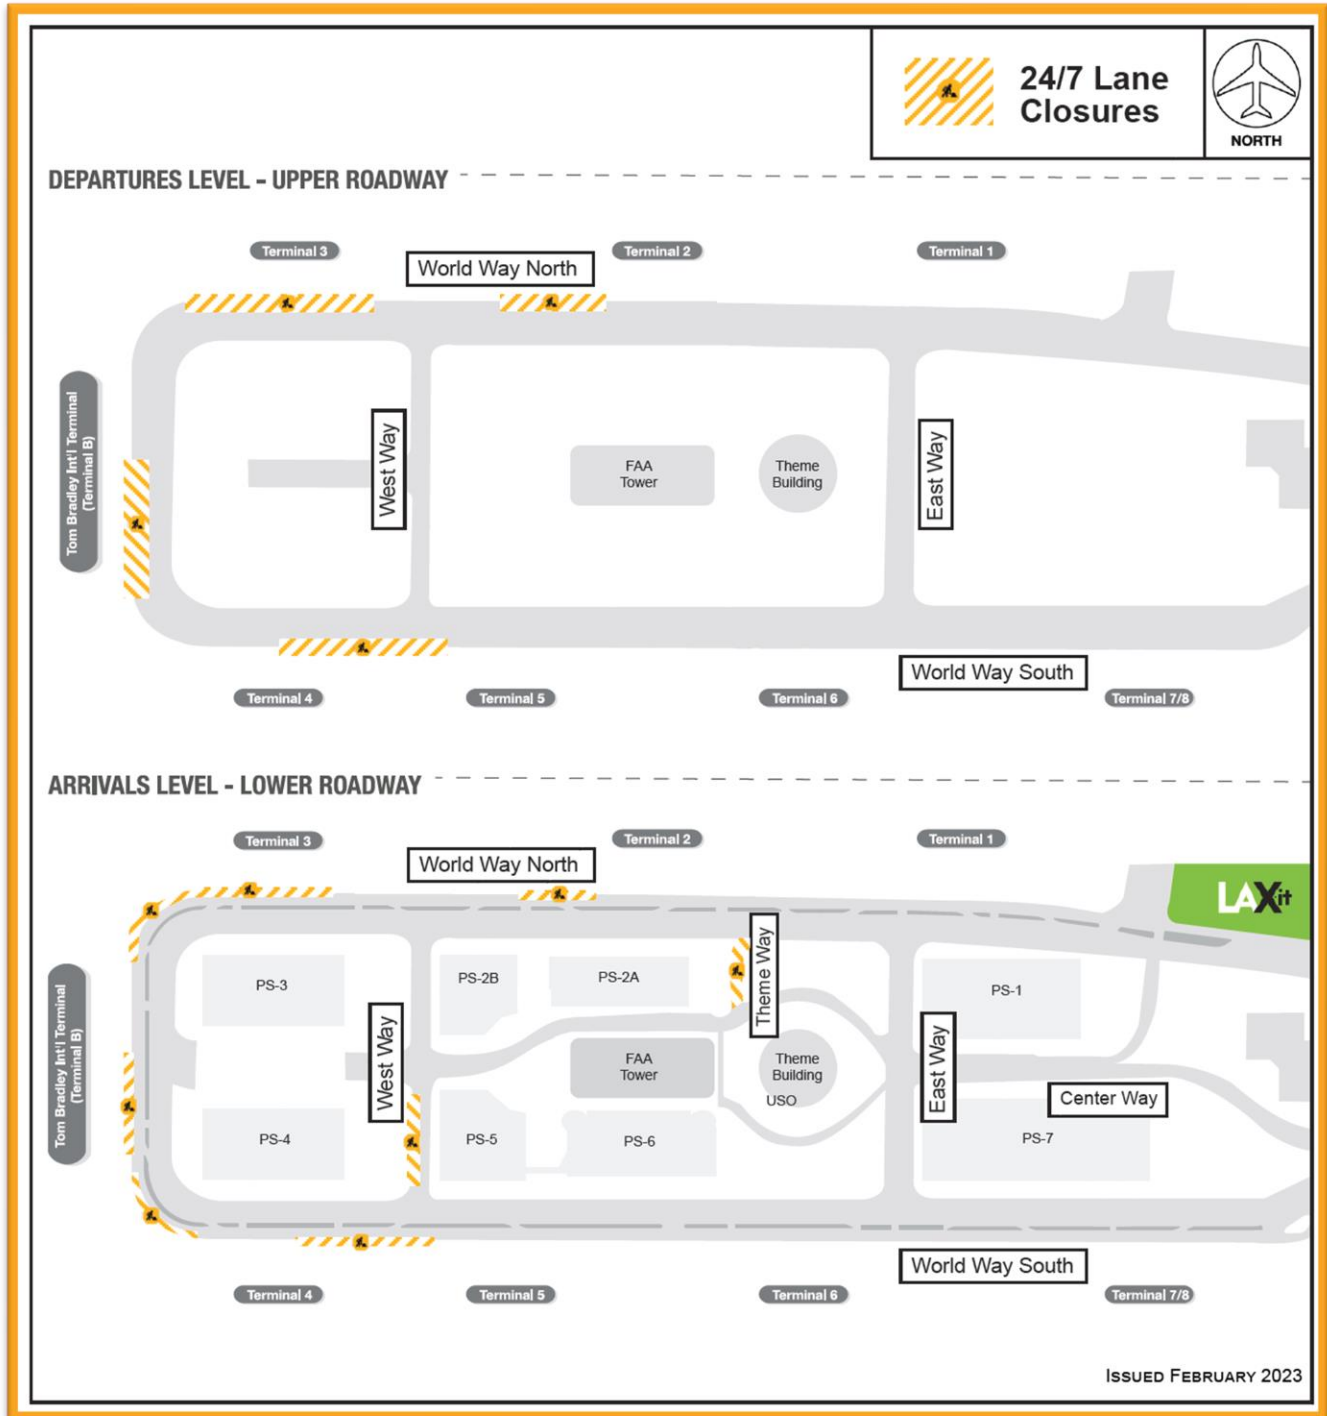 24/7 Lane
Closures
NORTH
DEPARTURES LEVEL - UPPER ROADWAY
Terminal 3
World Way North
Terminal 2
Terminal 1
Tom Bradley Int'l Terminal
(Terminal B)
West Way
FAA
Tower
Theme
Building
East Way
World Way South
Terminal 4
Terminal 5
Terminal 6
Terminal 7/8
ARRIVALS LEVEL - LOWER ROADWAY
Terminal 3
World Way North
Terminal 2
Terminal 1
LAXit
Theme Way
PS-3
PS-2B
PS-2A
PS-1
Tom Bradley Int'l Terminal
(Terminal B)
West Way
FAA
Tower
Theme
Building
USO
East Way
Center Way
PS-4
PS-5
PS-6
PS-7
World Way South
Terminal 4
Terminal 5
Terminal 6
Terminal 7/8
ISSUED FEBRUARY 2023